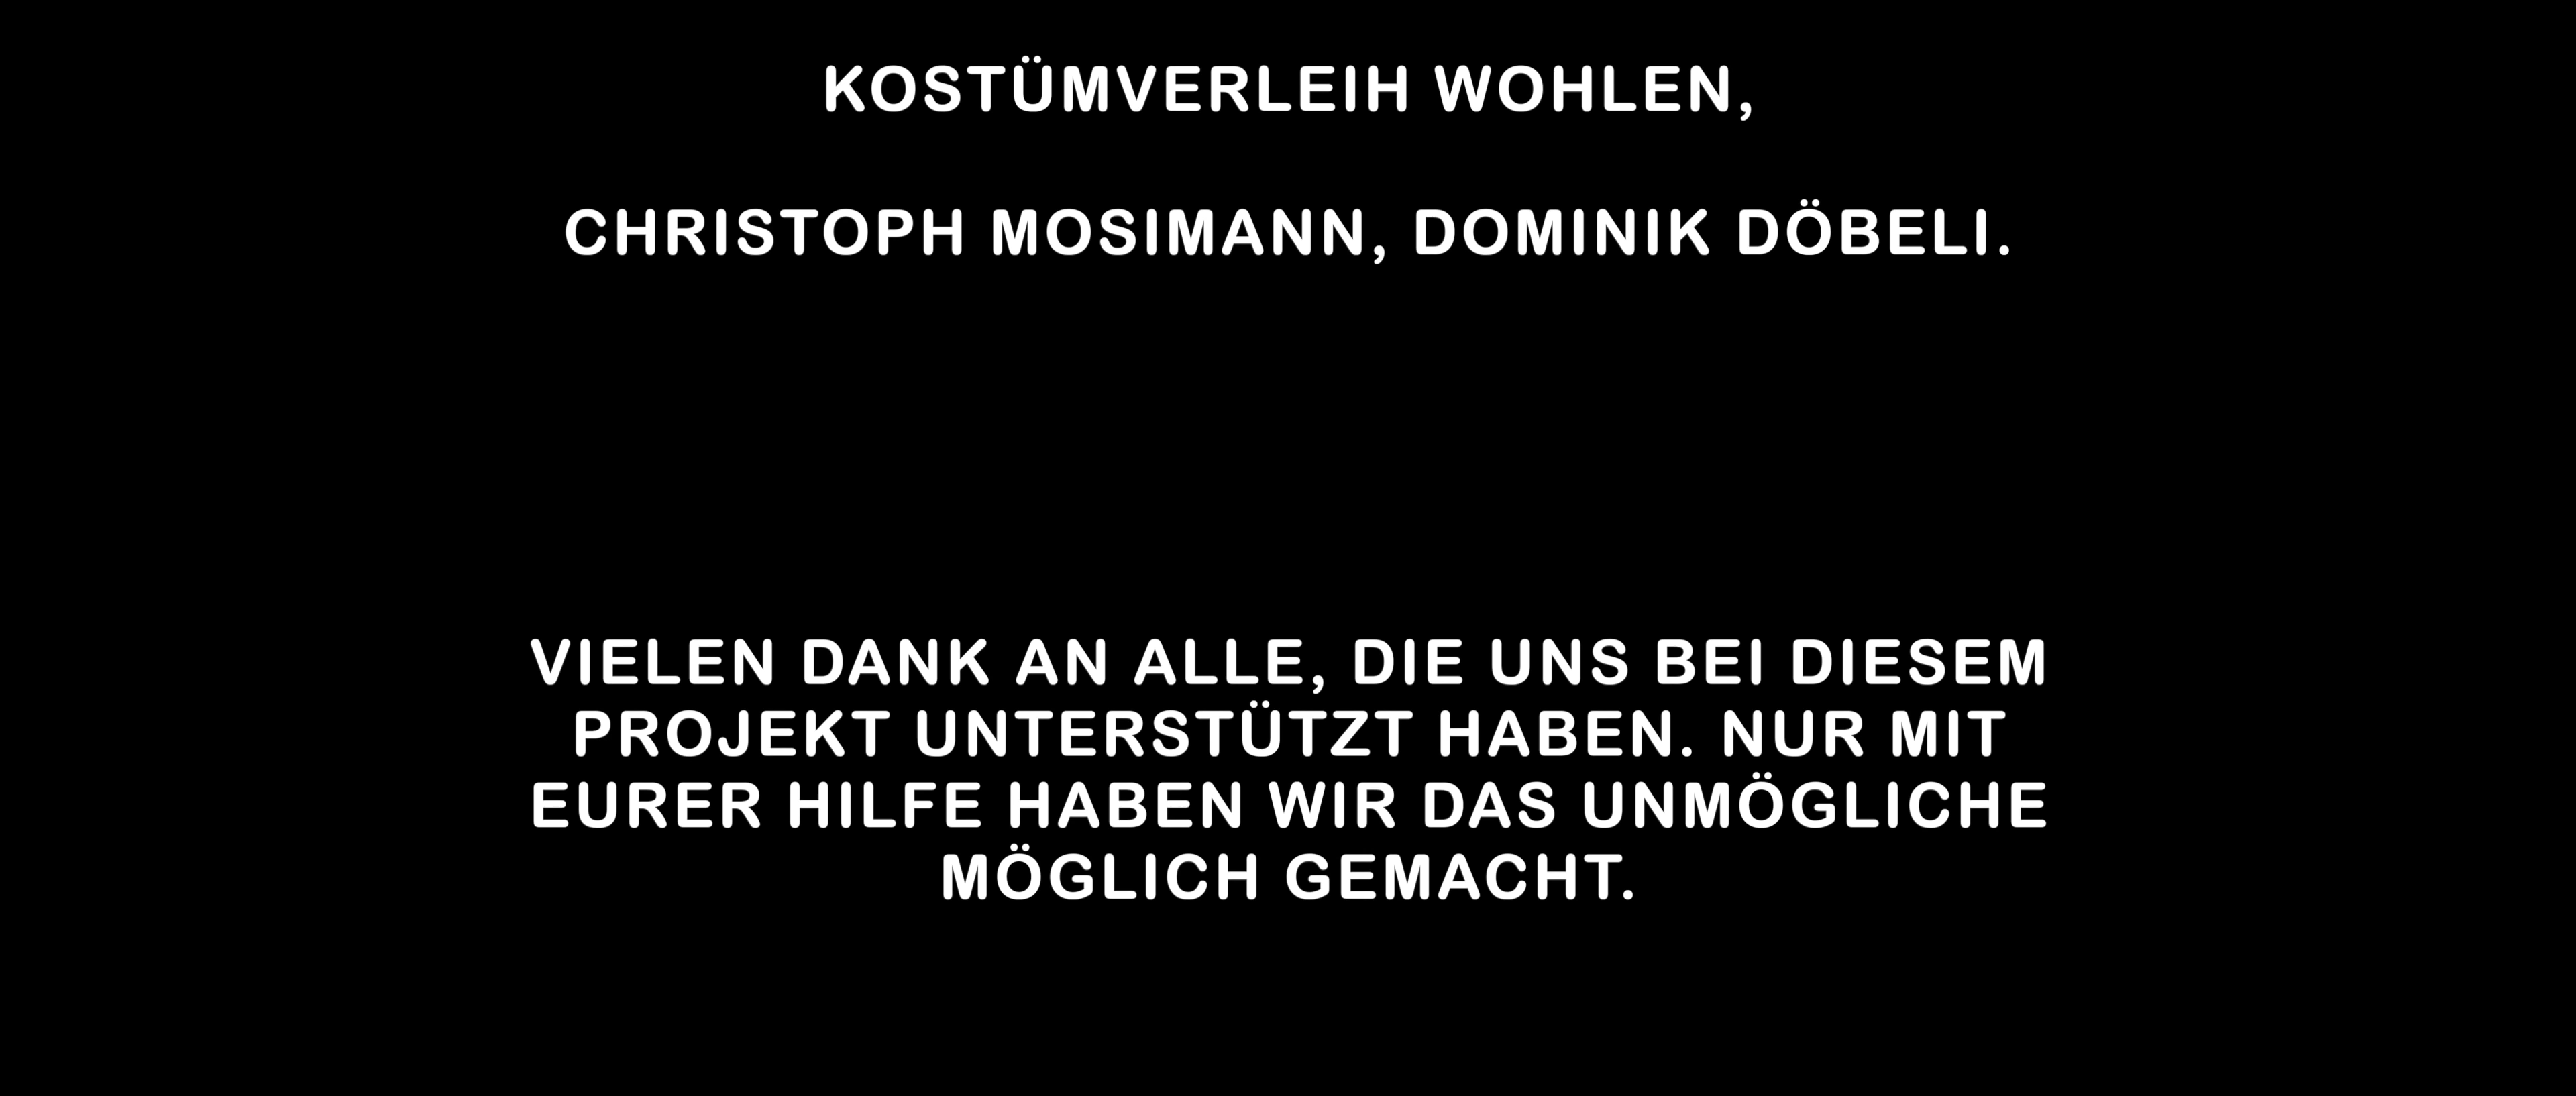 KOSTÜMVERLEIH WOHLEN,
CHRISTOPH MOSIMANN, DOMINIK DÖBELI.
VIELEN DANK AN ALLE, DIE UNS BEI DIESEM
PROJEKT UNTERSTÜTZT HABEN. NUR MIT
EURER HILFE HABEN WIR DAS UNMÖGLICHE
MÖGLICH GEMACHT.